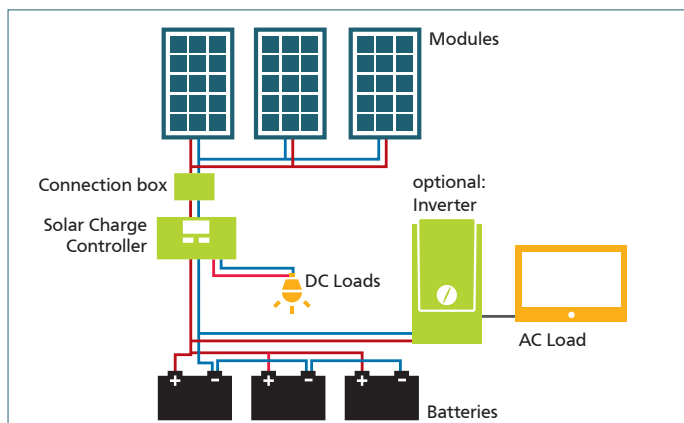 Modules
Connection box
optional:
Inverter
Solar Charge
Controller
DC Loads
AC Load
+ - + - + -
Batteries